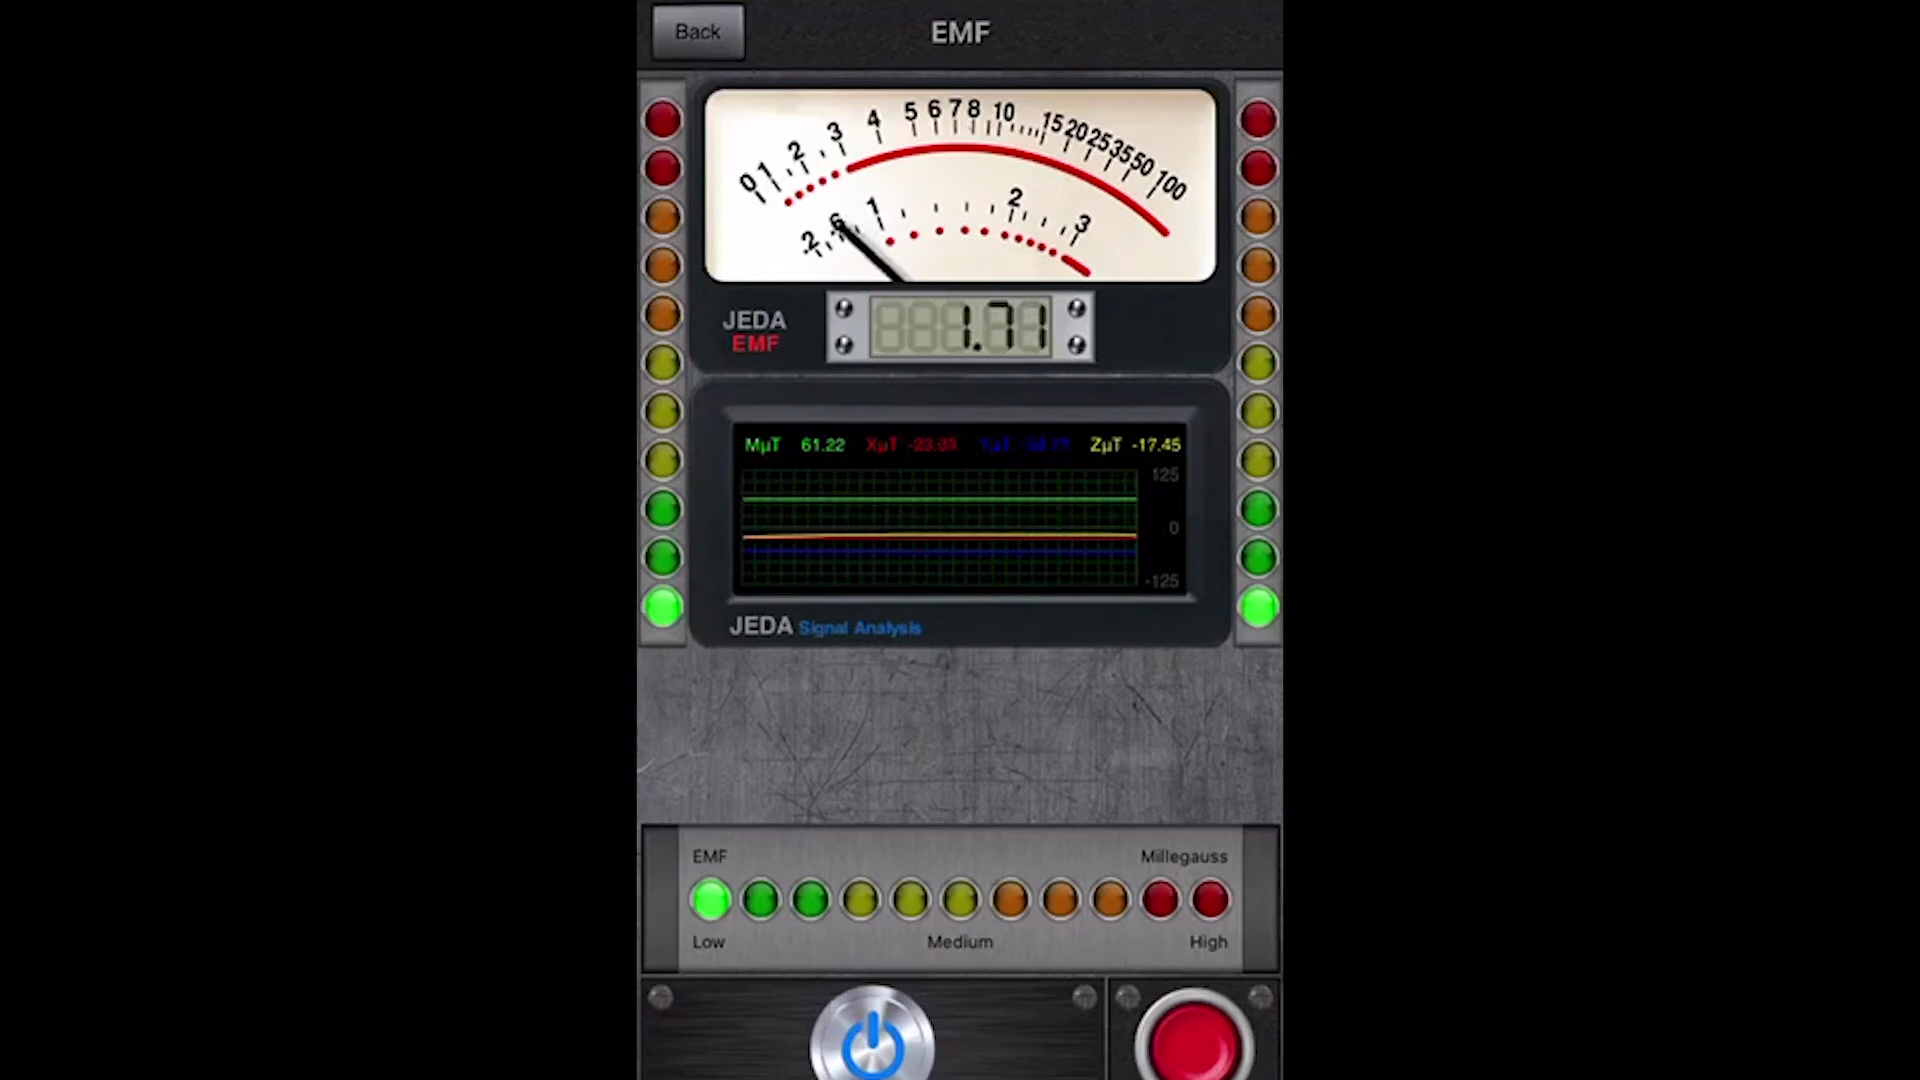 Back
EMF
0 1 2 3 4 5 6 7 8 10 15 20 25 35 50 100
.2 .6 1 2 3
JEDA
EMF
1.71
MµT 61.22 XµT ZµT -17.45
125
0
-125
JEDA Signal Analysis
EMF Millegauss
Low Medium High